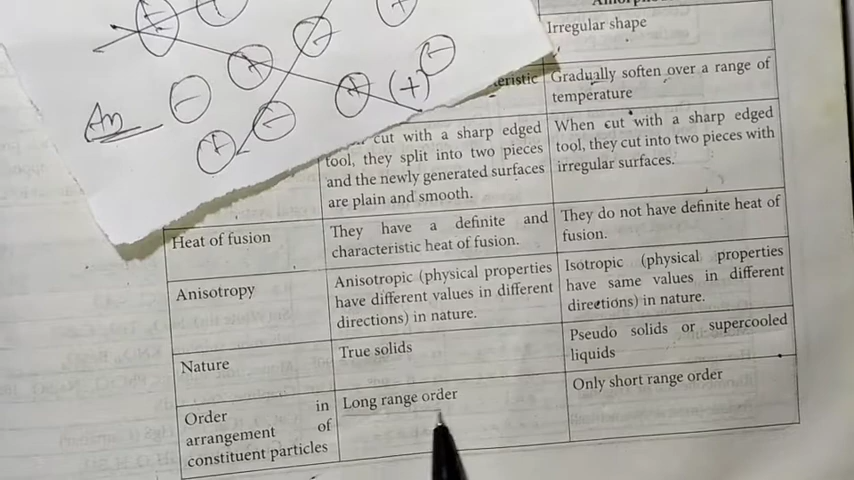 Irregular shape
Gradually soften over a range of
temperature
cut with a sharp edged
tool, they split into two pieces
and the newly generated surfaces
are plain and smooth.
When cut with a sharp edged
tool, they cut into two pieces with
irregular surfaces.
Heat of fusion
They have a definite and
characteristic heat of fusion.
They do not have definite heat of
fusion.
Anisotropy
Anisotropic (physical properties
have different values in different
directions) in nature.
Isotropic (physical properties
have same values in different
directions) in nature.
Nature
True solids
Pseudo solids or supercooled
liquids
Order in
arrangement of
constituent particles
Long range order
Only short range order